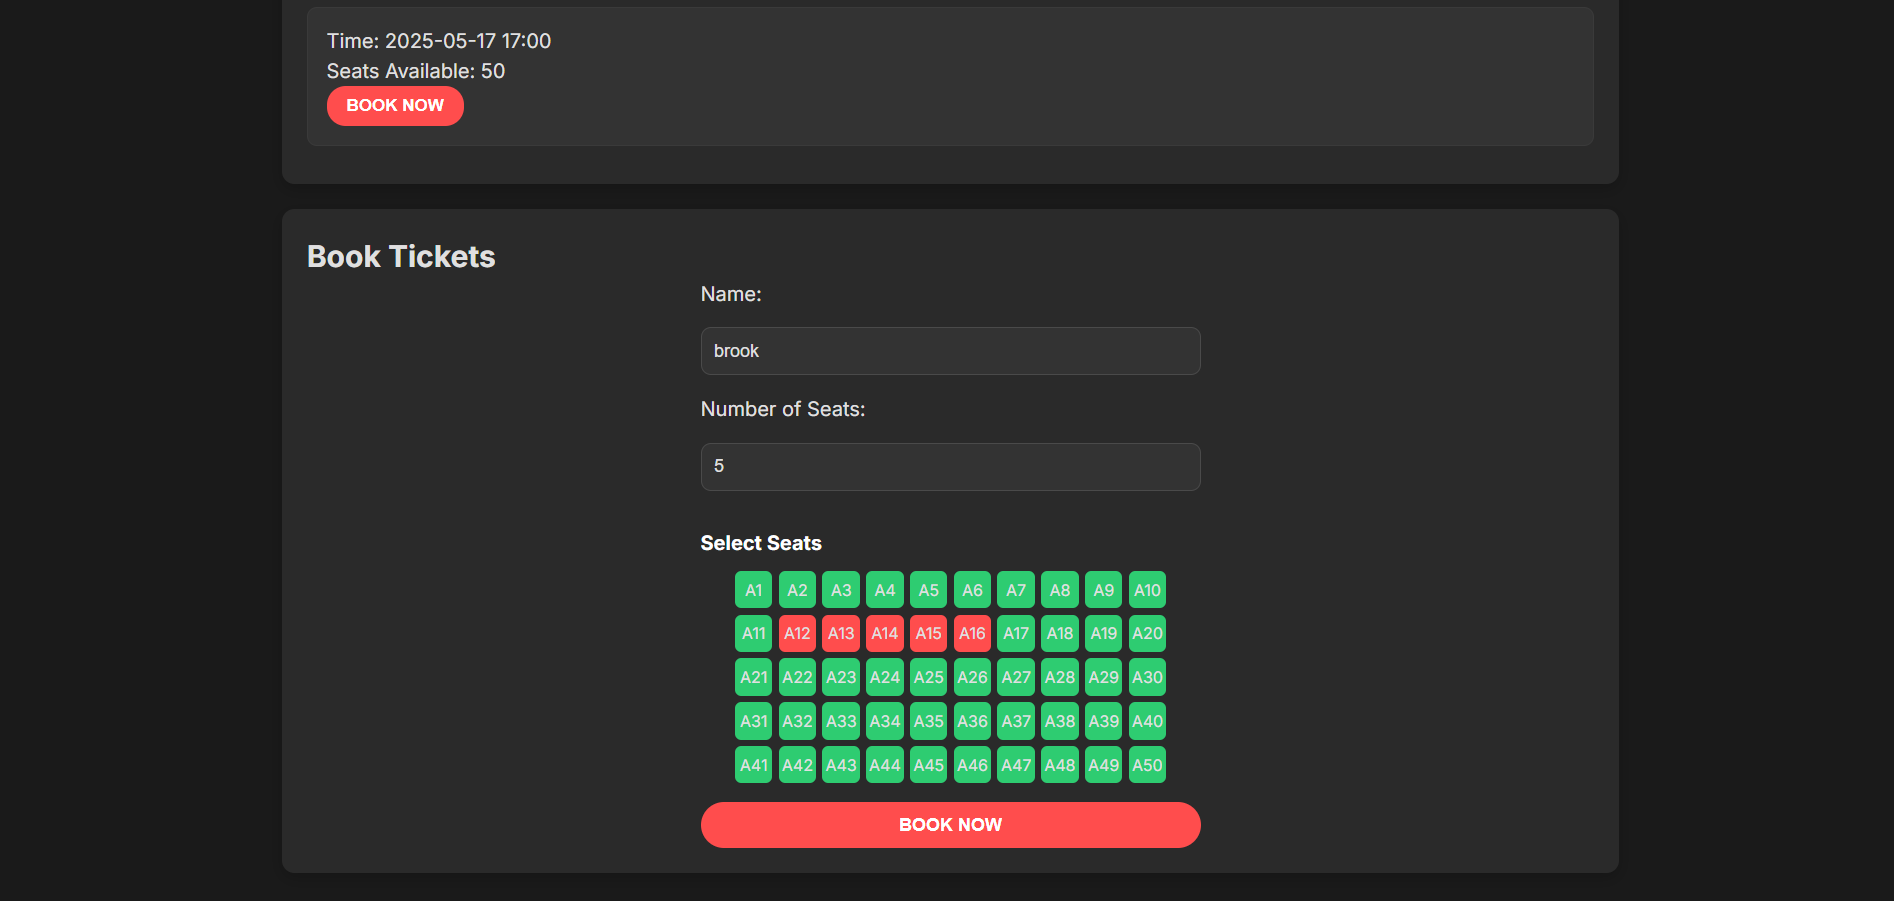 Time: 2025-05-17 17:00
Seats Available: 50
BOOK NOW
Book Tickets
Name:
brook
Number of Seats:
5
Select Seats
A1 A2 A3 A4 A5 A6 A7 A8 A9 A10
A11 A12 A13 A14 A15 A16 A17 A18 A19 A20
A21 A22 A23 A24 A25 A26 A27 A28 A29 A30
A31 A32 A33 A34 A35 A36 A37 A38 A39 A40
A41 A42 A43 A44 A45 A46 A47 A48 A49 A50
BOOK NOW